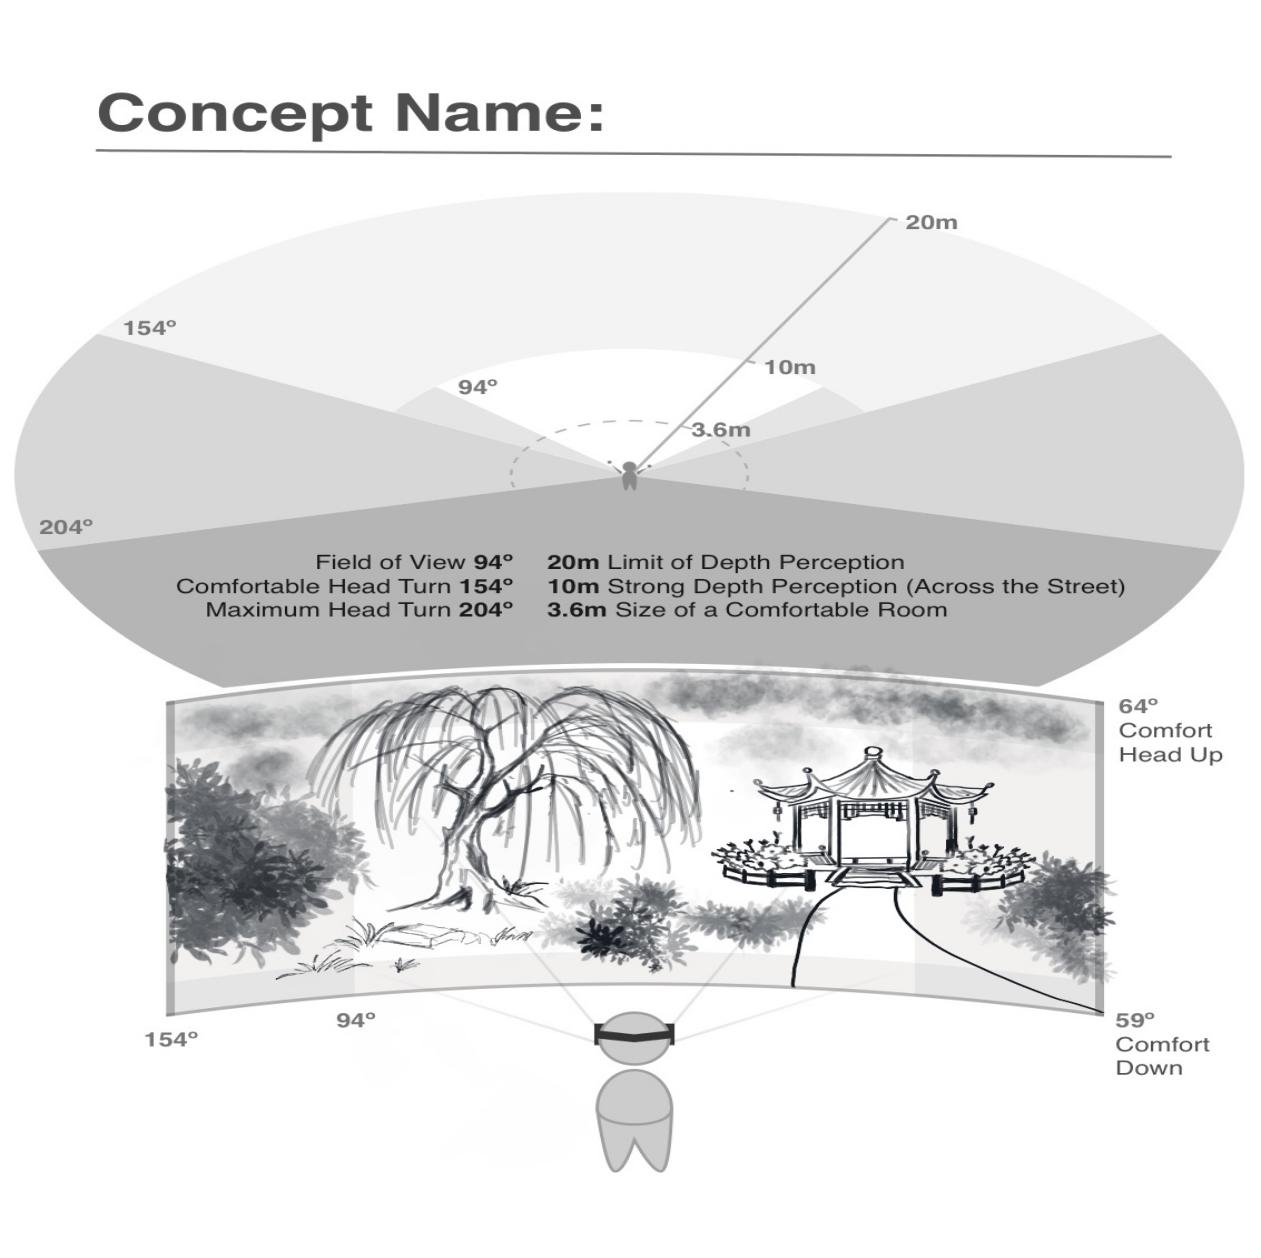 Concept Name:
20m
154º
10m
94º
3.6m
204º
Field of View 94º
Comfortable Head Turn 154º
Maximum Head Turn 204º
20m Limit of Depth Perception
10m Strong Depth Perception (Across the Street)
3.6m Size of a Comfortable Room
64º
Comfort
Head Up
94º
154º
59º
Comfort
Down